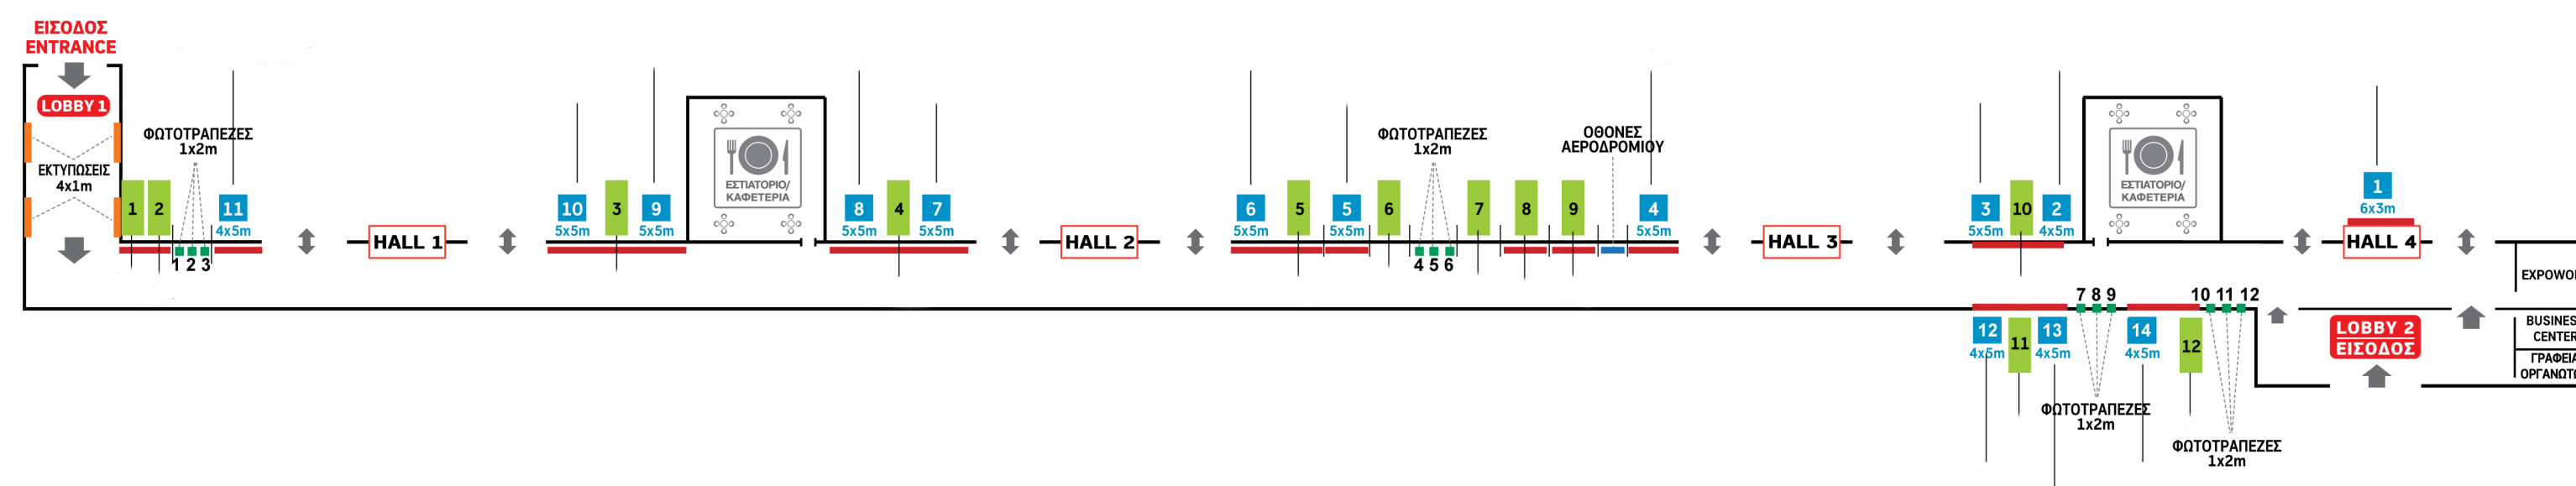 ΕΙΣΟΔΟΣ
ENTRANCE
LOBBY 1
ΕΚΤΥΠΩΣΕΙΣ
4x1m
ΦΩΤΟΤΡΑΠΕΖΕΣ
1x2m
1
2
11
4x5m
1 2 3
HALL 1
10
5x5m
3
9
5x5m
ΕΣΤΙΑΤΟΡΙΟ/
ΚΑΦΕΤΕΡΙΑ
8
5x5m
4
7
5x5m
HALL 2
6
5x5m
5
5
5x5m
6
ΦΩΤΟΤΡΑΠΕΖΕΣ
1x2m
4 5 6
7
8
9
ΟΘΟΝΕΣ
ΑΕΡΟΔΡΟΜΙΟΥ
4
5x5m
HALL 3
3
5x5m
10
2
4x5m
ΕΣΤΙΑΤΟΡΙΟ/
ΚΑΦΕΤΕΡΙΑ
1
6x3m
HALL 4
12
4x5m
11
13
4x5m
7 8 9
ΦΩΤΟΤΡΑΠΕΖΕΣ
1x2m
14
4x5m
12
10 11 12
ΦΩΤΟΤΡΑΠΕΖΕΣ
1x2m
LOBBY 2
ΕΙΣΟΔΟΣ
CENTER